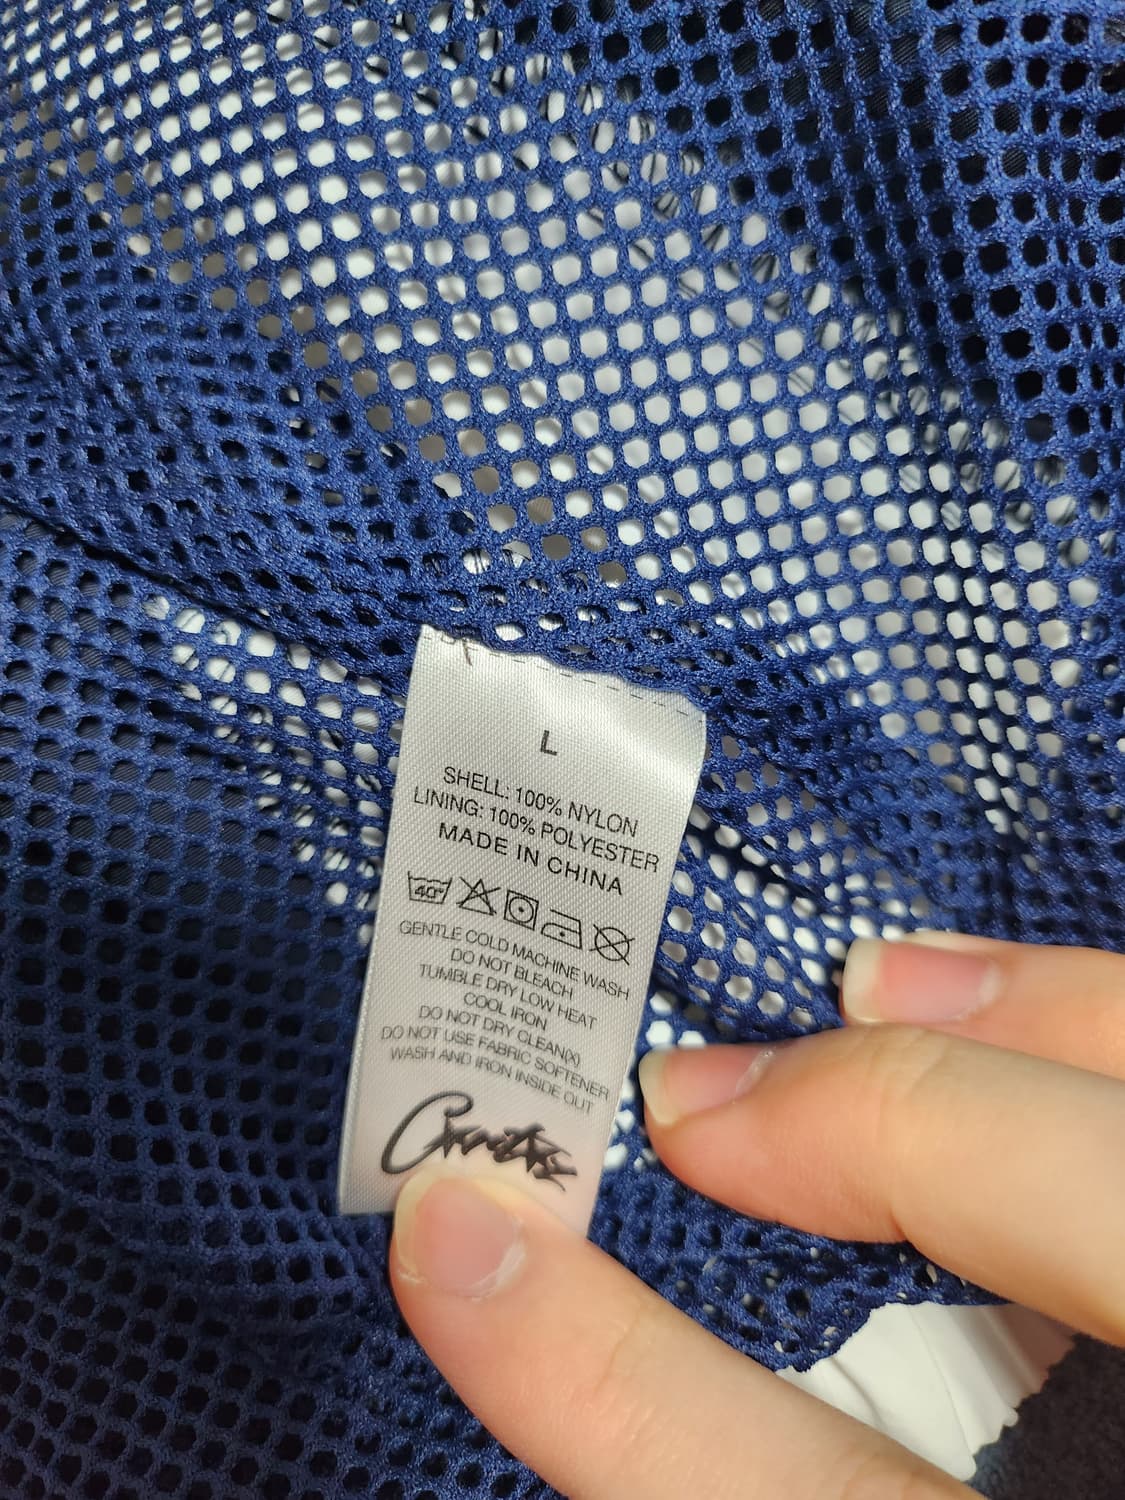 L
SHELL: 100% NYLON
LINING: 100% POLYESTER
MADE IN CHINA
40°
GENTLE COLD MACHINE WASH
DO NOT BLEACH
TUMBLE DRY LOW HEAT
COOL IRON
DO NOT DRY CLEAN(X)
DO NOT USE FABRIC SOFTENER
WASH AND IRON INSIDE OUT